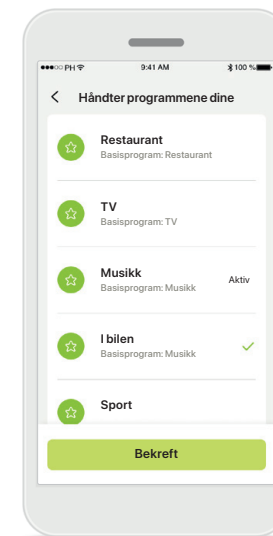 PH 9:41 AM 100 %
Håndter programmene dine
Restaurant
Basisprogram: Restaurant
TV
Basisprogram: TV
Musikk
Basisprogram: Musikk
Aktiv
I bilen
Basisprogram: Musikk
Sport
Bekreft